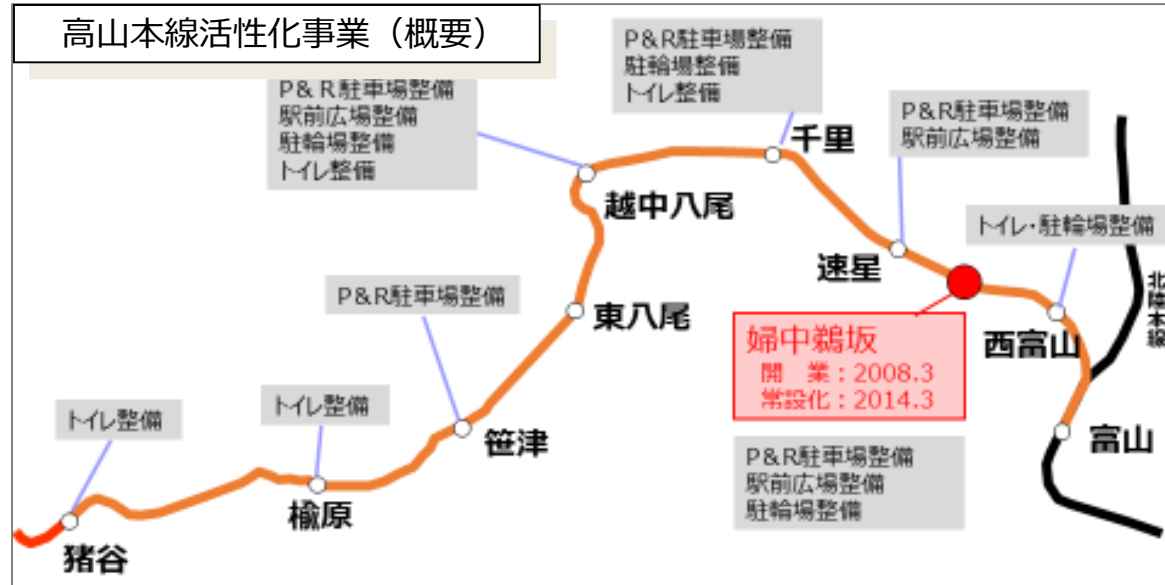 高山本線活性化事業（概要）
P&R駐車場整備
駅前広場整備
駐輪場整備
トイレ整備
P&R駐車場整備
駐輪場整備
トイレ整備
P&R駐車場整備
駅前広場整備
千里
越中八尾
トイレ・駐輪場整備
速星
北陸本線
P&R駐車場整備
東八尾
婦中鵜坂
開　業：2008.3
常設化：2014.3
西富山
トイレ整備
トイレ整備
笹津
富山
P&R駐車場整備
駅前広場整備
駐輪場整備
楡原
猪谷